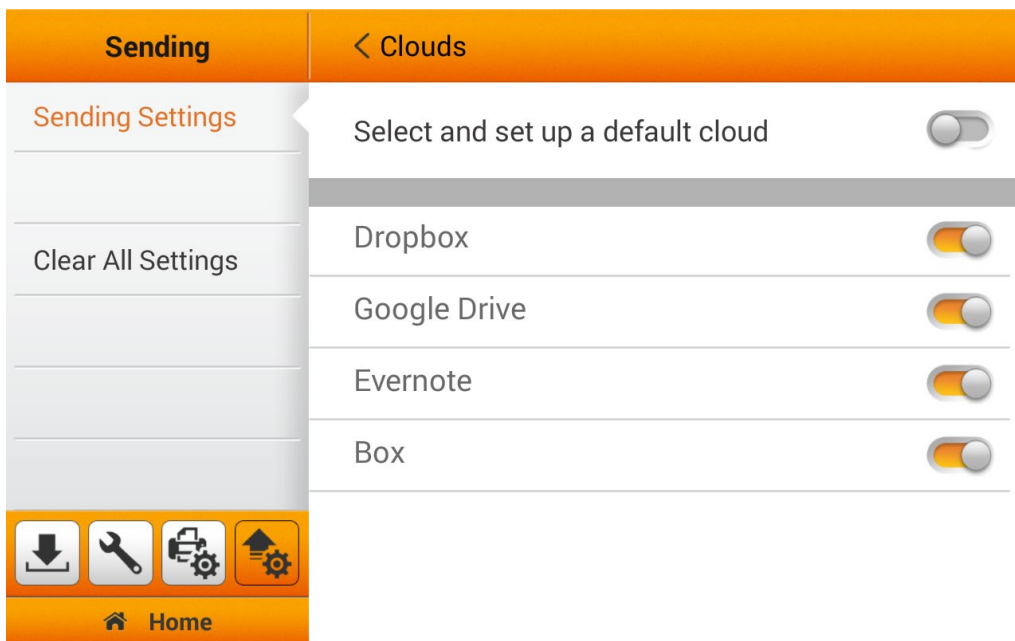 Sending
< Clouds
Sending Settings
Clear All Settings
Select and set up a default cloud
Dropbox
Google Drive
Evernote
Box
Home